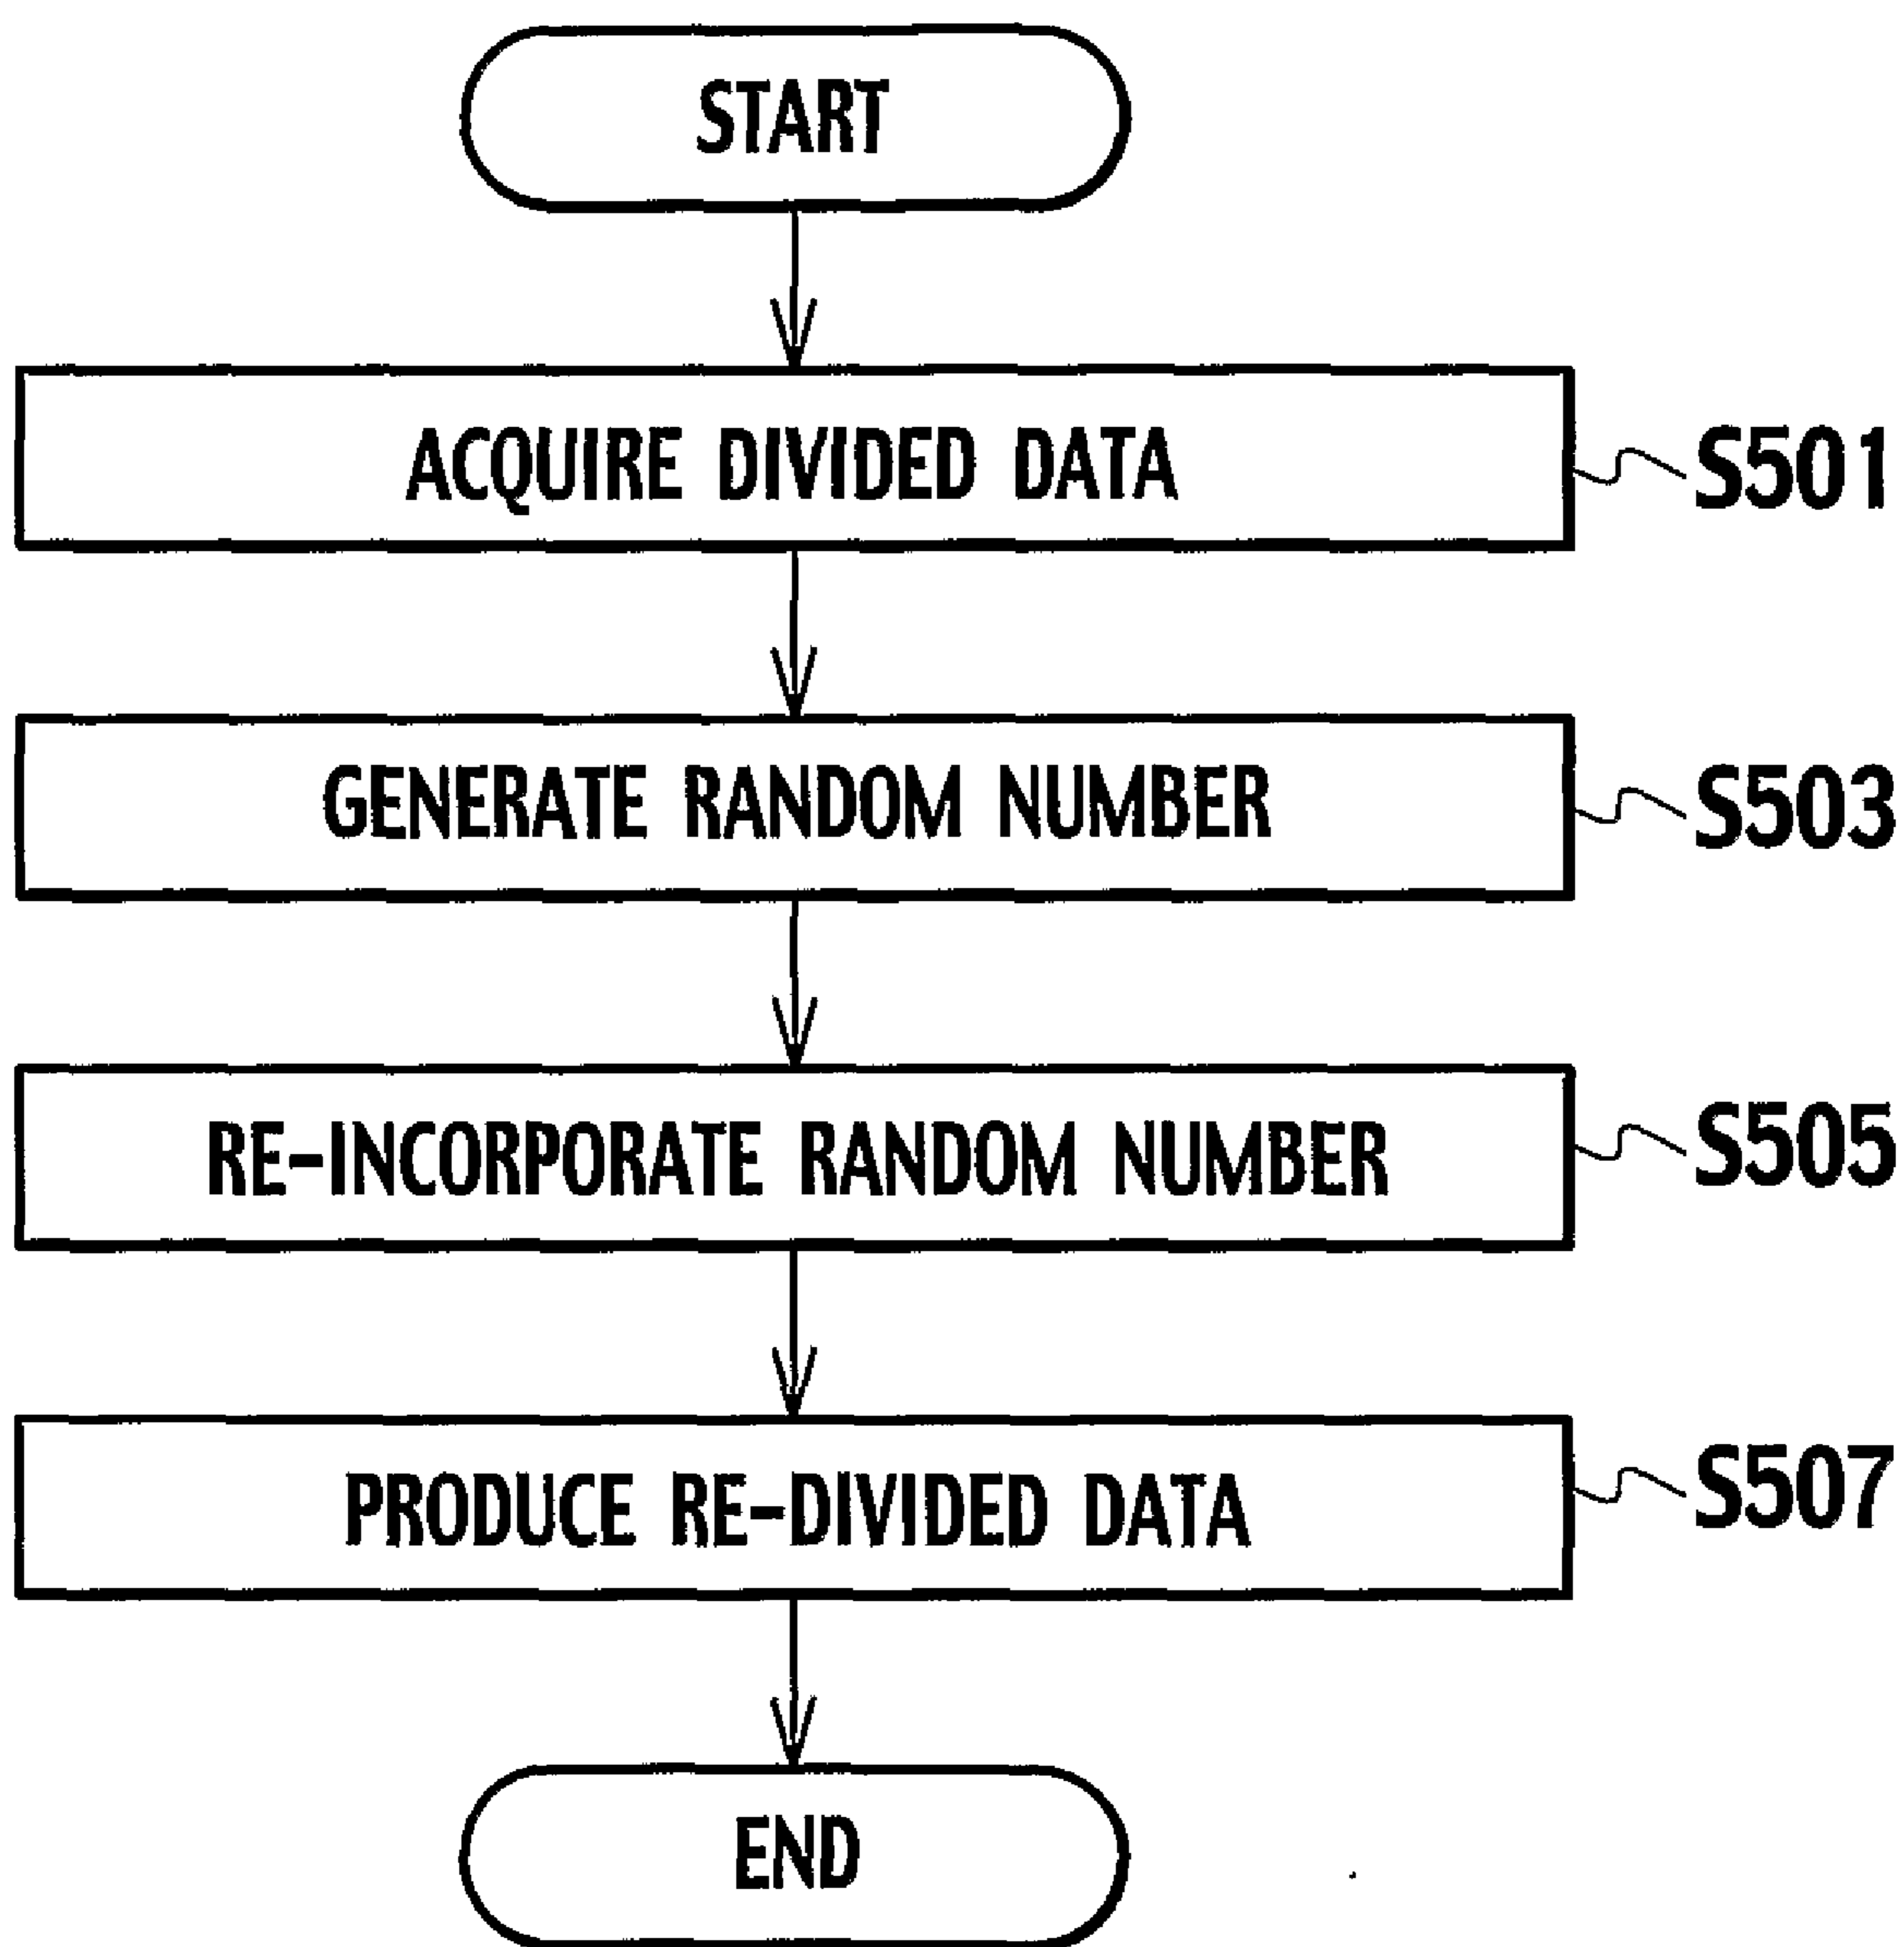 START
ACQUIRE DIVIDED DATA S501
GENERATE RANDOM NUMBER S503
RE-INCORPORATE RANDOM NUMBER S505
PRODUCE RE-DIVIDED DATA S507
END